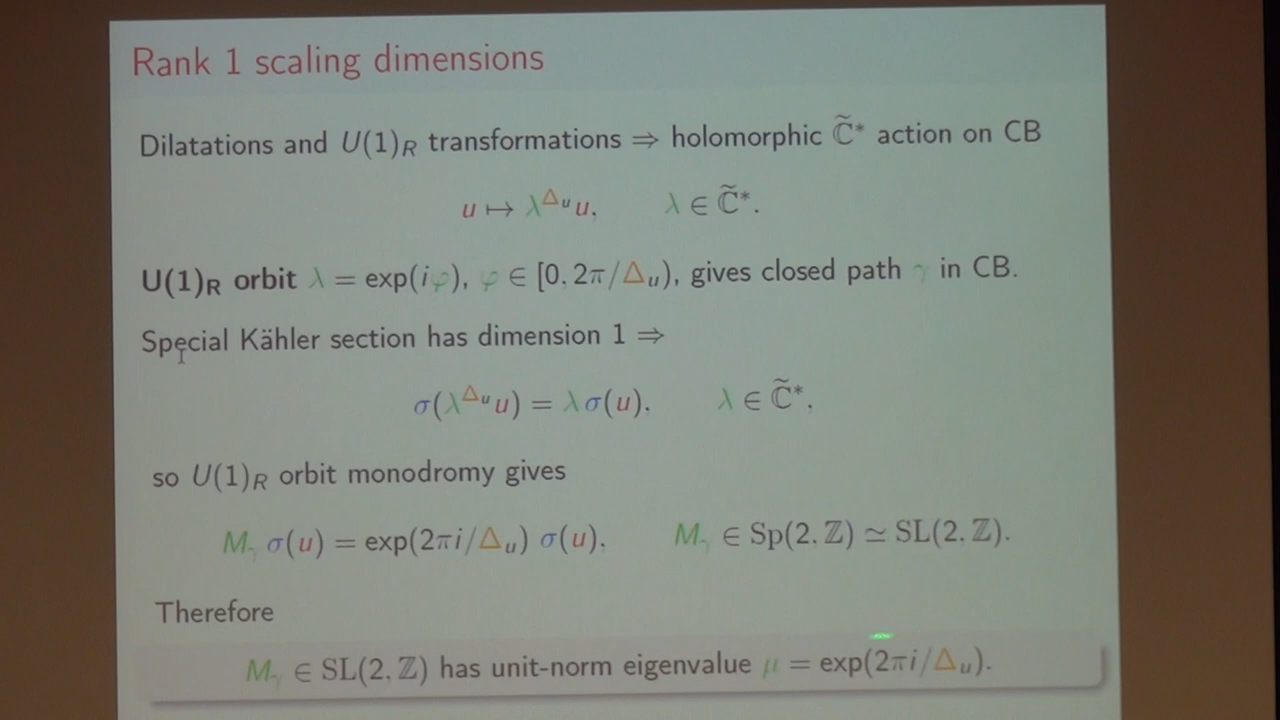 Rank 1 scaling dimensions
Dilatations and U(1)_R transformations ⇒ holomorphic ℂ̃* action on CB
u ↦ λ^{Δ_u} u, λ ∈ ℂ̃*.
U(1)_R orbit λ = exp(iφ), φ ∈ [0, 2π/Δ_u), gives closed path γ in CB.
Special Kähler section has dimension 1 ⇒
σ(λ^{Δ_u} u) = λσ(u), λ ∈ ℂ̃*,
so U(1)_R orbit monodromy gives
M_γ σ(u) = exp(2πi/Δ_u) σ(u), M_γ ∈ Sp(2, ℤ) ≃ SL(2, ℤ).
Therefore
M_γ ∈ SL(2, ℤ) has unit-norm eigenvalue μ = exp(2πi/Δ_u).